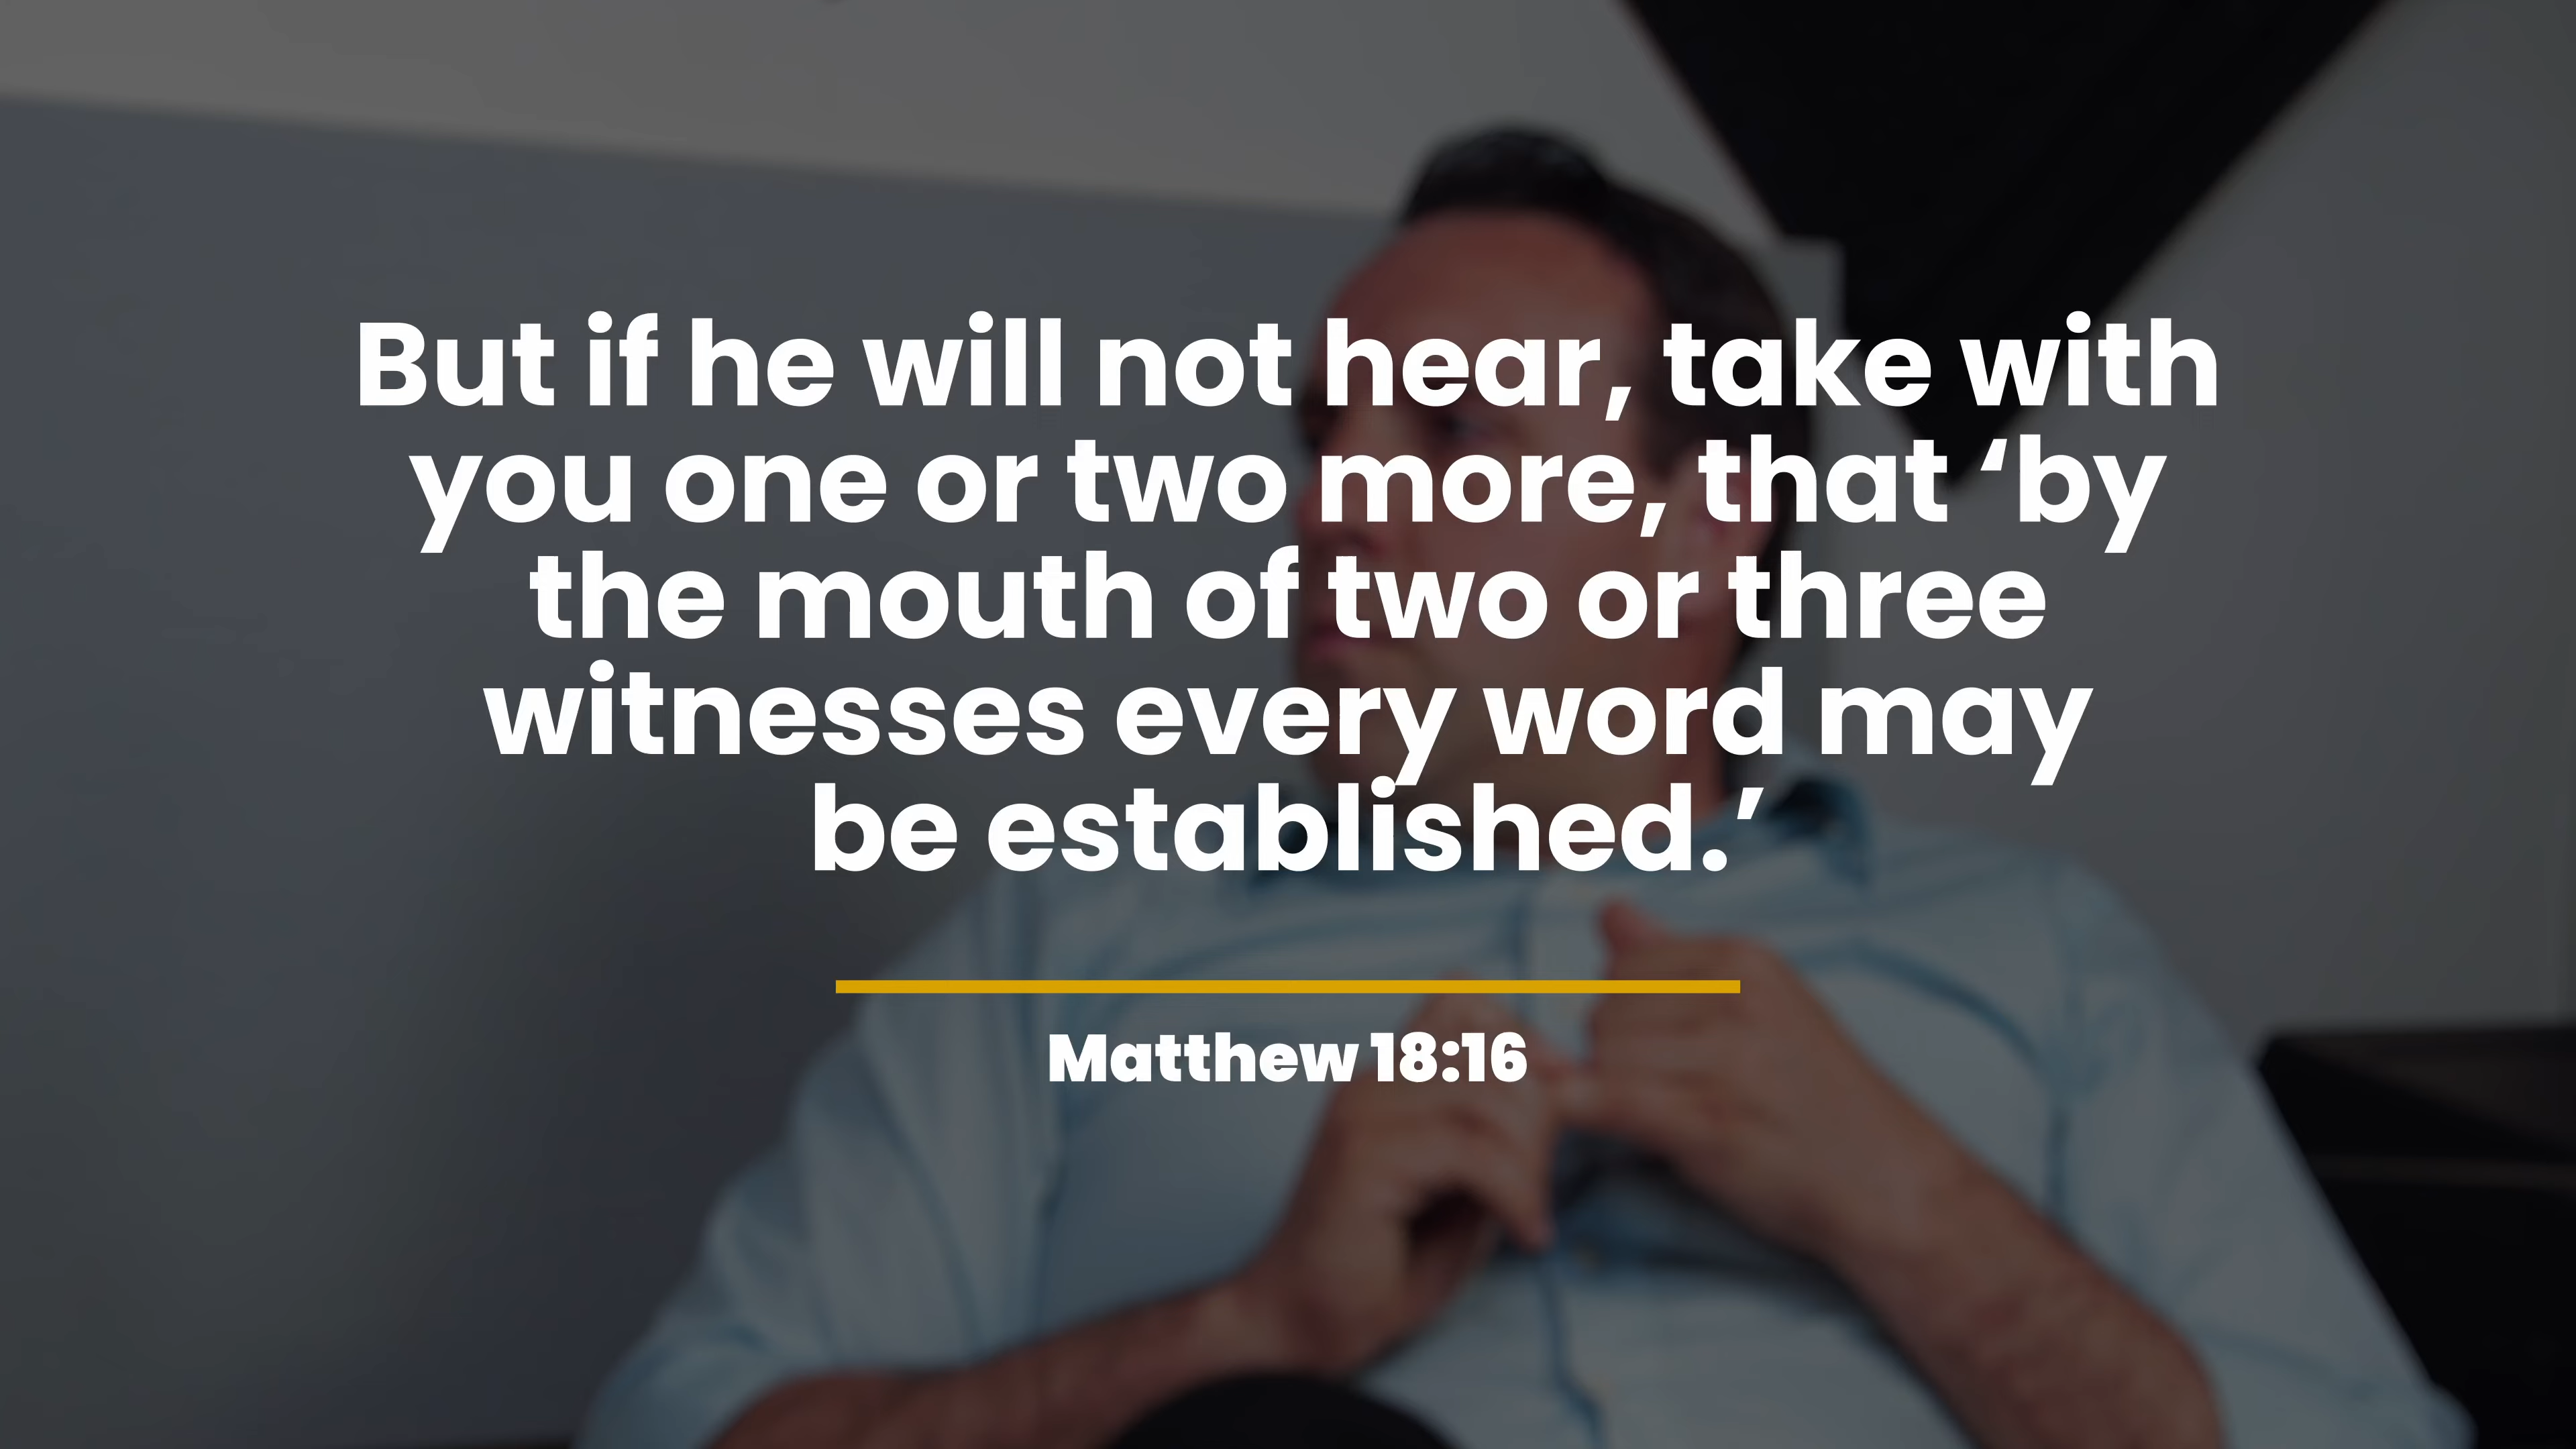 But if he will not hear, take with
you one or two more, that ‘by
the mouth of two or three
witnesses every word may
be established.’
Matthew 18:16